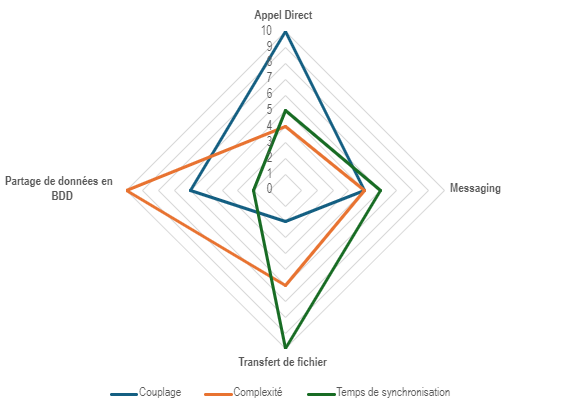 Appel Direct
10
9
8
7
6
5
4
3
2
1
0
Partage de données en
BDD
Messaging
Transfert de fichier
Couplage Complexité Temps de synchronisation